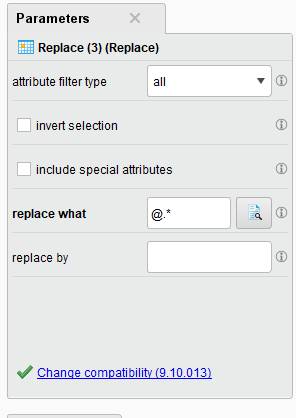 Parameters
Replace (3) (Replace)
attribute filter type
all
invert selection
include special attributes
replace what
@.*
replace by
Change compatibility (9.10.013)